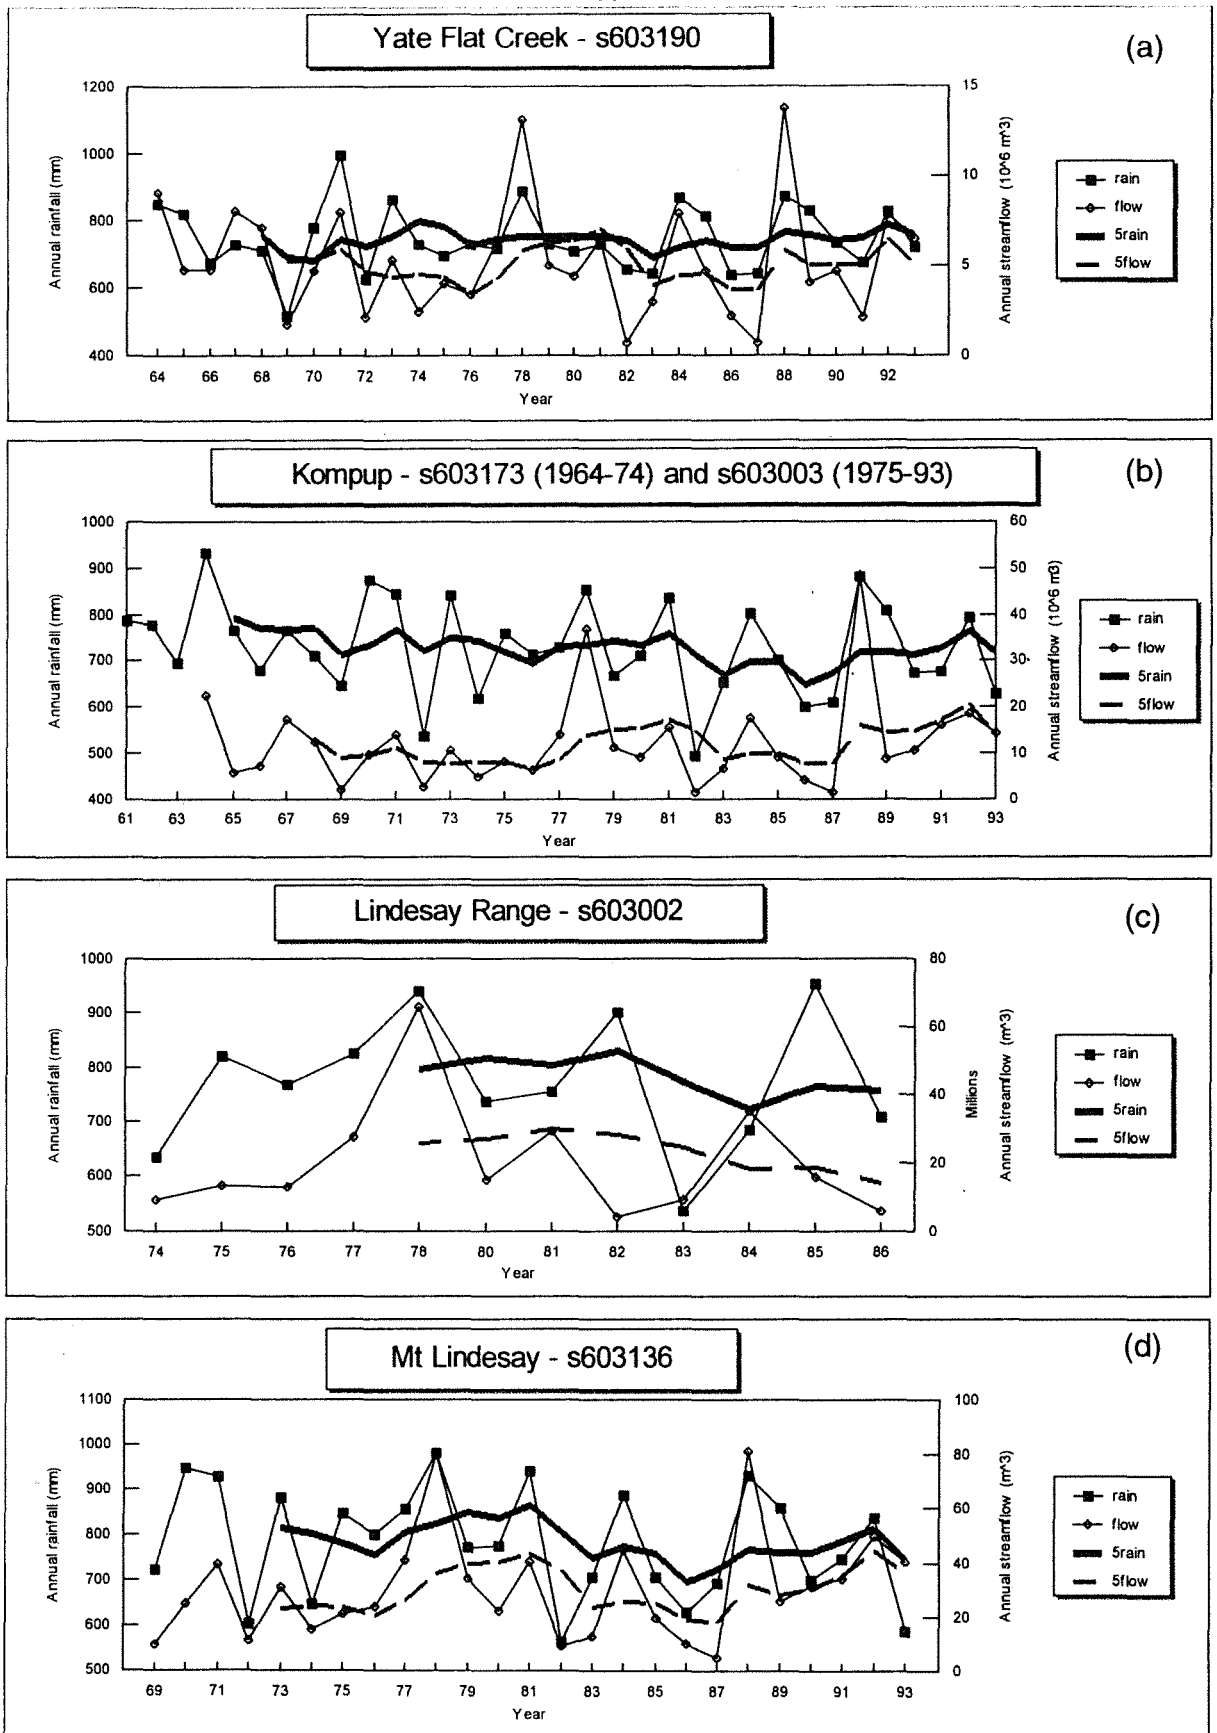 Yate Flat Creek - s603190
(a)
1200
1000
800
600
400
Annual rainfall (mm)
15
10
5
0
Annual streamflow (10^6 m^3)
64 66 68 70 72 74 76 78 80 82 84 86 88 90 92
Year
rain
flow
5rain
5flow
Kompup - s603173 (1964-74) and s603003 (1975-93)
(b)
1000
900
800
700
600
500
400
Annual rainfall (mm)
60
50
40
30
20
10
0
Annual streamflow (10^6 m3)
61 63 65 67 69 71 73 75 77 79 81 83 85 87 89 91 93
Year
rain
flow
5rain
5flow
Lindesay Range - s603002
(c)
1000
900
800
700
600
500
Annual rainfall (mm)
80
60
40
20
0
Millions
Annual streamflow (m^3)
74 75 76 77 78 80 81 82 83 84 85 86
Year
rain
flow
5rain
5flow
Mt Lindesay - s603136
(d)
1100
1000
900
800
700
600
500
Annual rainfall (mm)
100
80
60
40
20
0
Annual streamflow (m^3)
69 71 73 75 77 79 81 83 85 87 89 91 93
Year
rain
flow
5rain
5flow